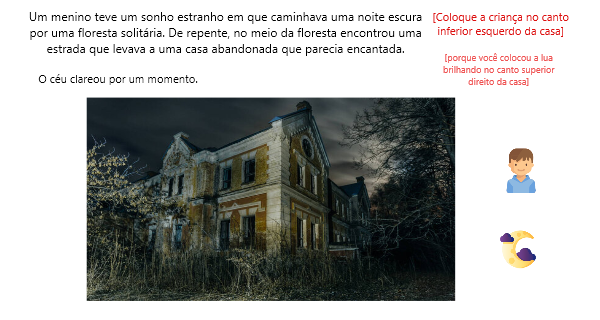 Um menino teve um sonho estranho em que caminhava uma noite escura
por uma floresta solitária. De repente, no meio da floresta encontrou uma
estrada que levava a uma casa abandonada que parecia encantada.
O céu clareou por um momento.
[Coloque a criança no canto
inferior esquerdo da casa]
[porque você colocou a lua
brilhando no canto superior
direito da casa]